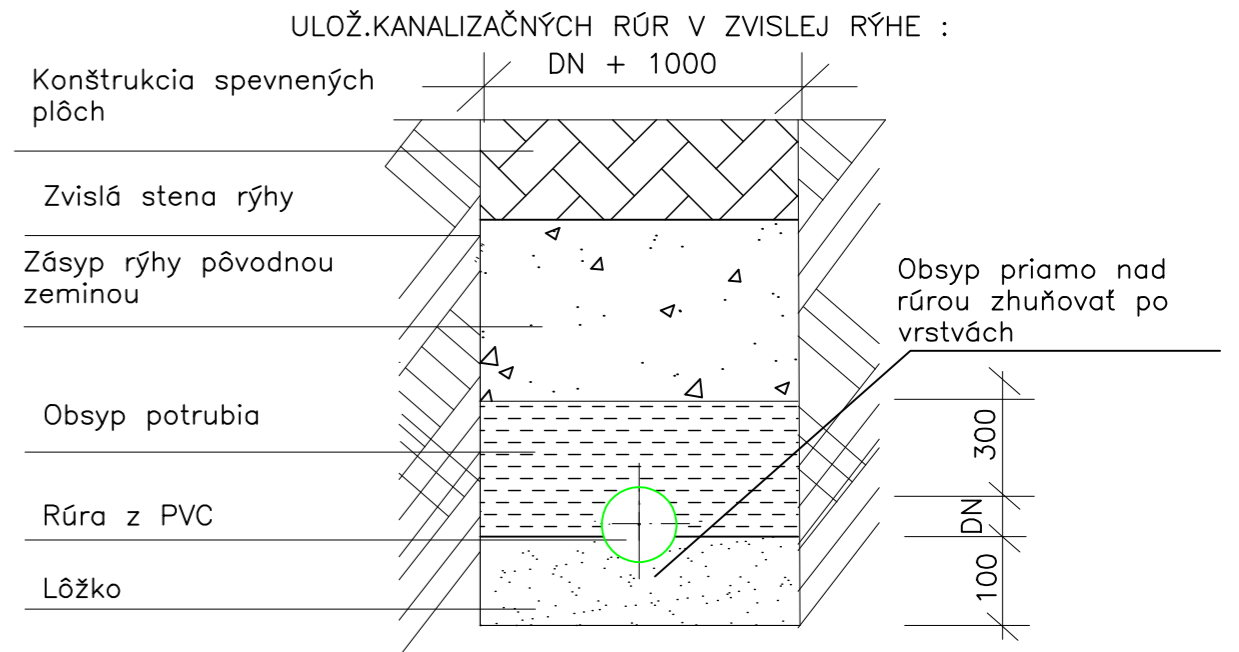 ULOŽ.KANALIZAČNÝCH RÚR V ZVISLEJ RÝHE :
DN + 1000
Konštrukcia spevnených
plôch
Zvislá stena rýhy
Zásyp rýhy pôvodnou
zeminou
Obsyp potrubia
Rúra z PVC
Lôžko
Obsyp priamo nad
rúrou zhuňovať po
vrstvách
300
DN
100